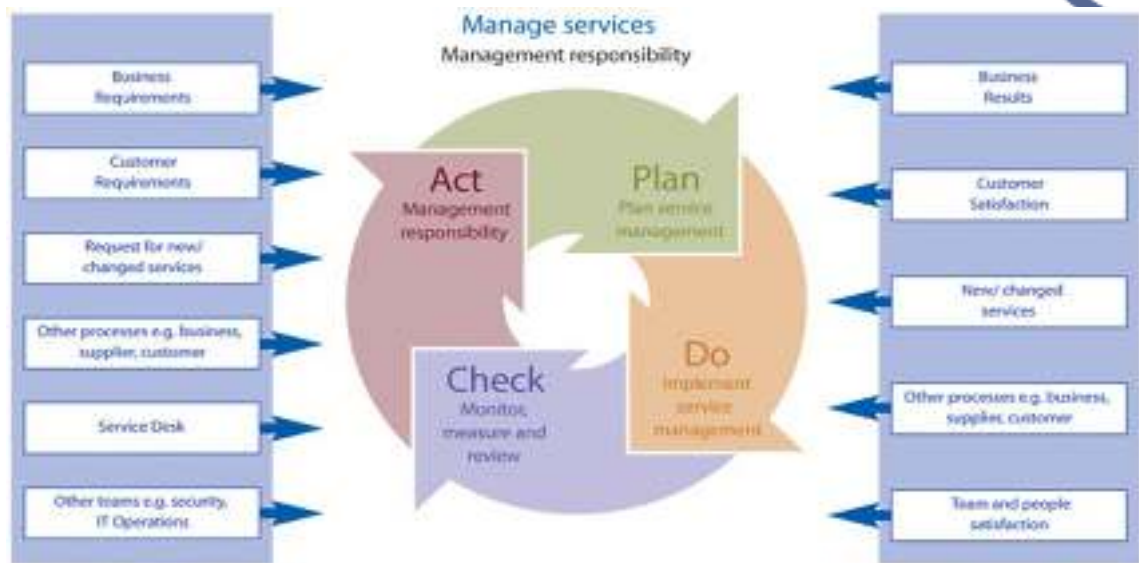 Manage services
Management responsibility
Business
Requirements
Customer
Requirements
Request for new/
changed services
Other processes e.g. business,
supplier, customer
Service Desk
Other teams e.g. security,
IT Operations
Act
Management
responsibility
Plan
Plan service
management
Check
Monitor,
measure and
review
Do
Implement
service
management
Business
Results
Customer
Satisfaction
New/ changed
services
Other processes e.g. business,
supplier, customer
Team and people
satisfaction